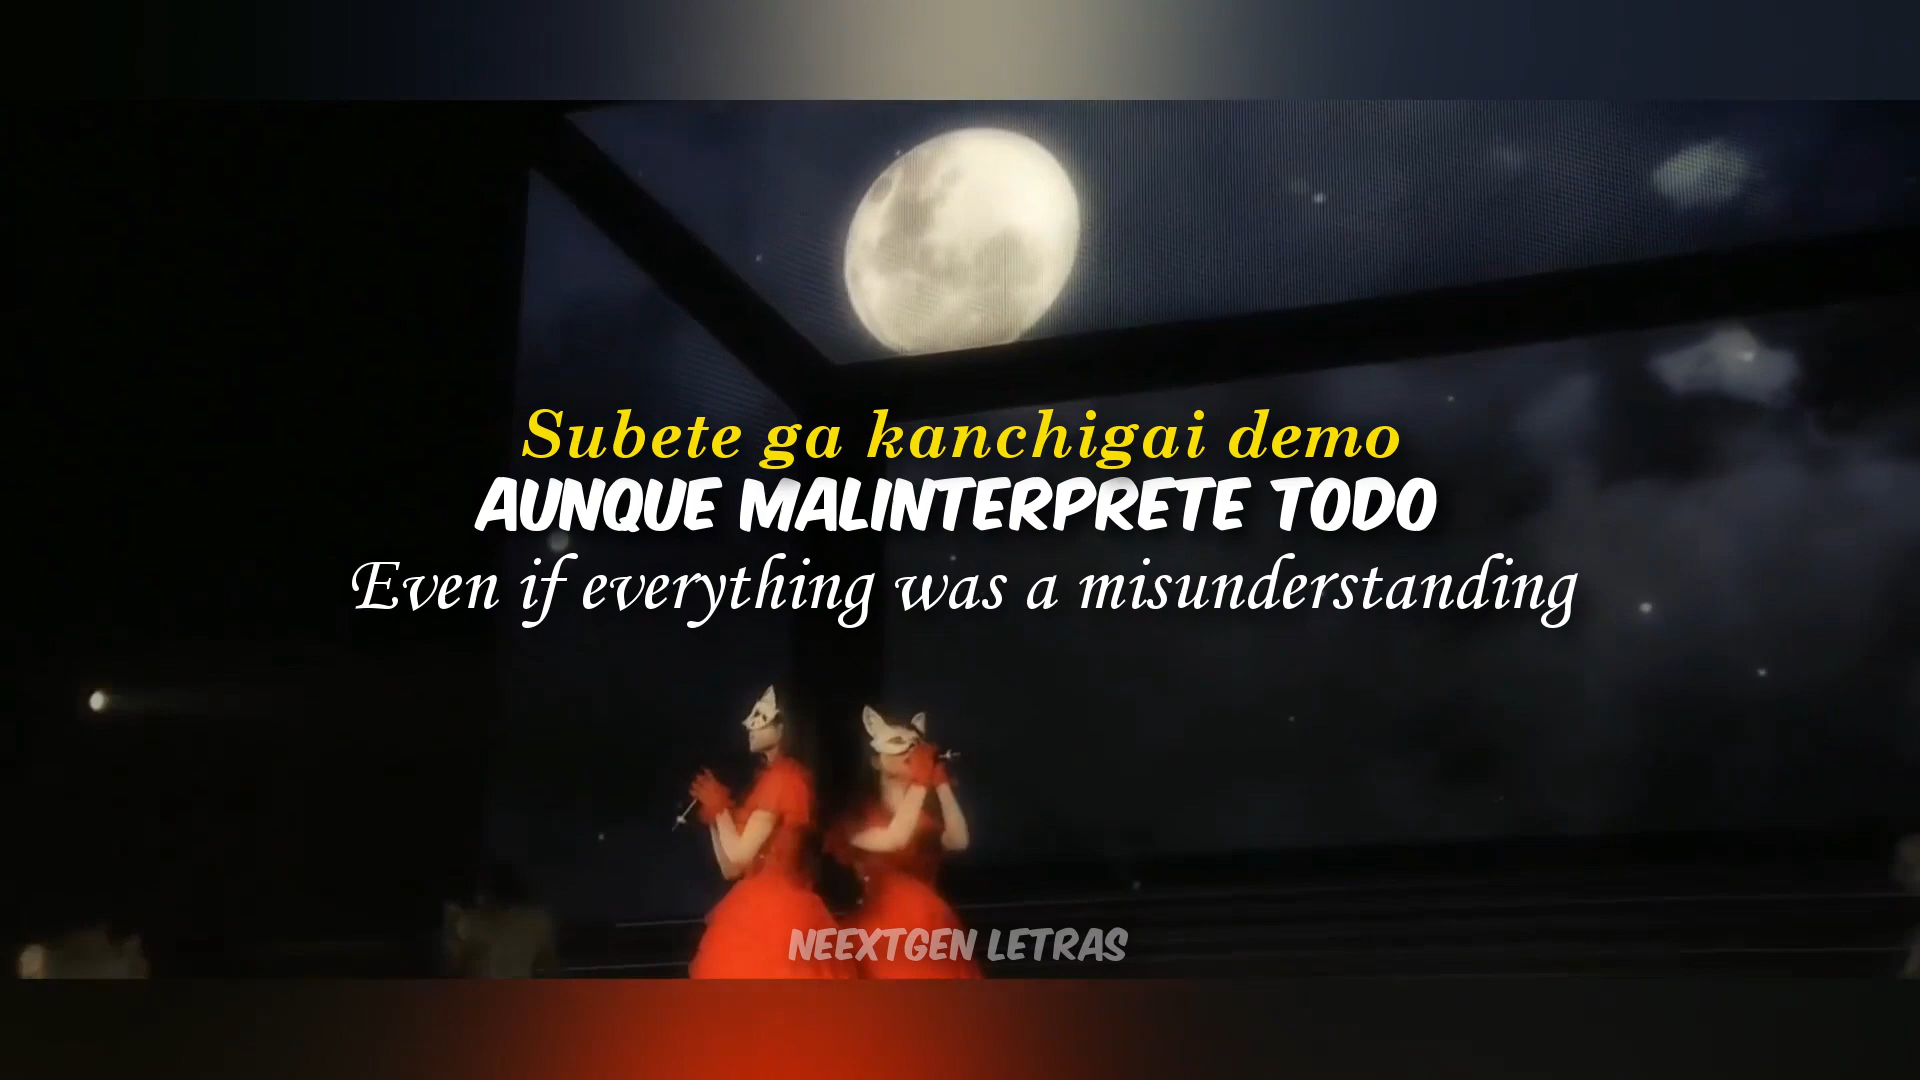 Subete ga kanchigai demo
AUNQUE MALINTERPRETE TODO
Even if everything was a misunderstanding
NEEXTGEN LETRAS